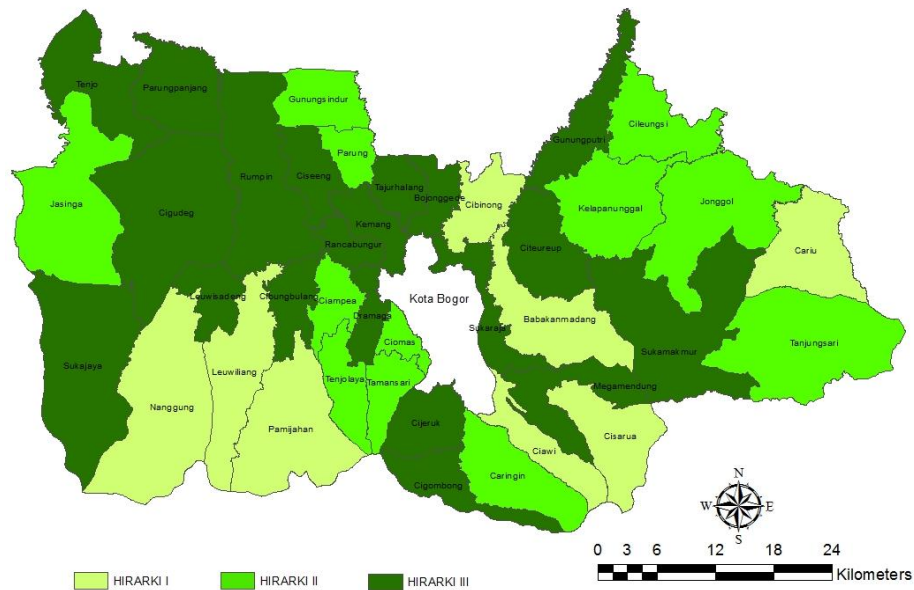 Tenjo
Parungpanjang
Gunungsindur
Cileungsi
Gunungputri
Parung
Jasinga
Rumpin
Ciseeng
Tajurhalang
Bojonggede
Cibinong
Kelapanunggal
Jonggol
Cigudeg
Kemang
Rancabungur
Citeureup
Cariu
Leuwisadeng
Cibungbulang
Ciampea
Kota Bogor
Dramaga
Sukaraja
Babakanmadang
Ciomas
Sukamakmur
Tanjungsari
Sukajaya
Leuwiliang
Tenjolaya
Tamansari
Megamendung
Nanggung
Pamijahan
Cijeruk
Ciawi
Cisarua
Cigombong
Caringin
N
W E
S
0 3 6 12 18 24
Kilometers
HIRARKI I HIRARKI II HIRARKI III